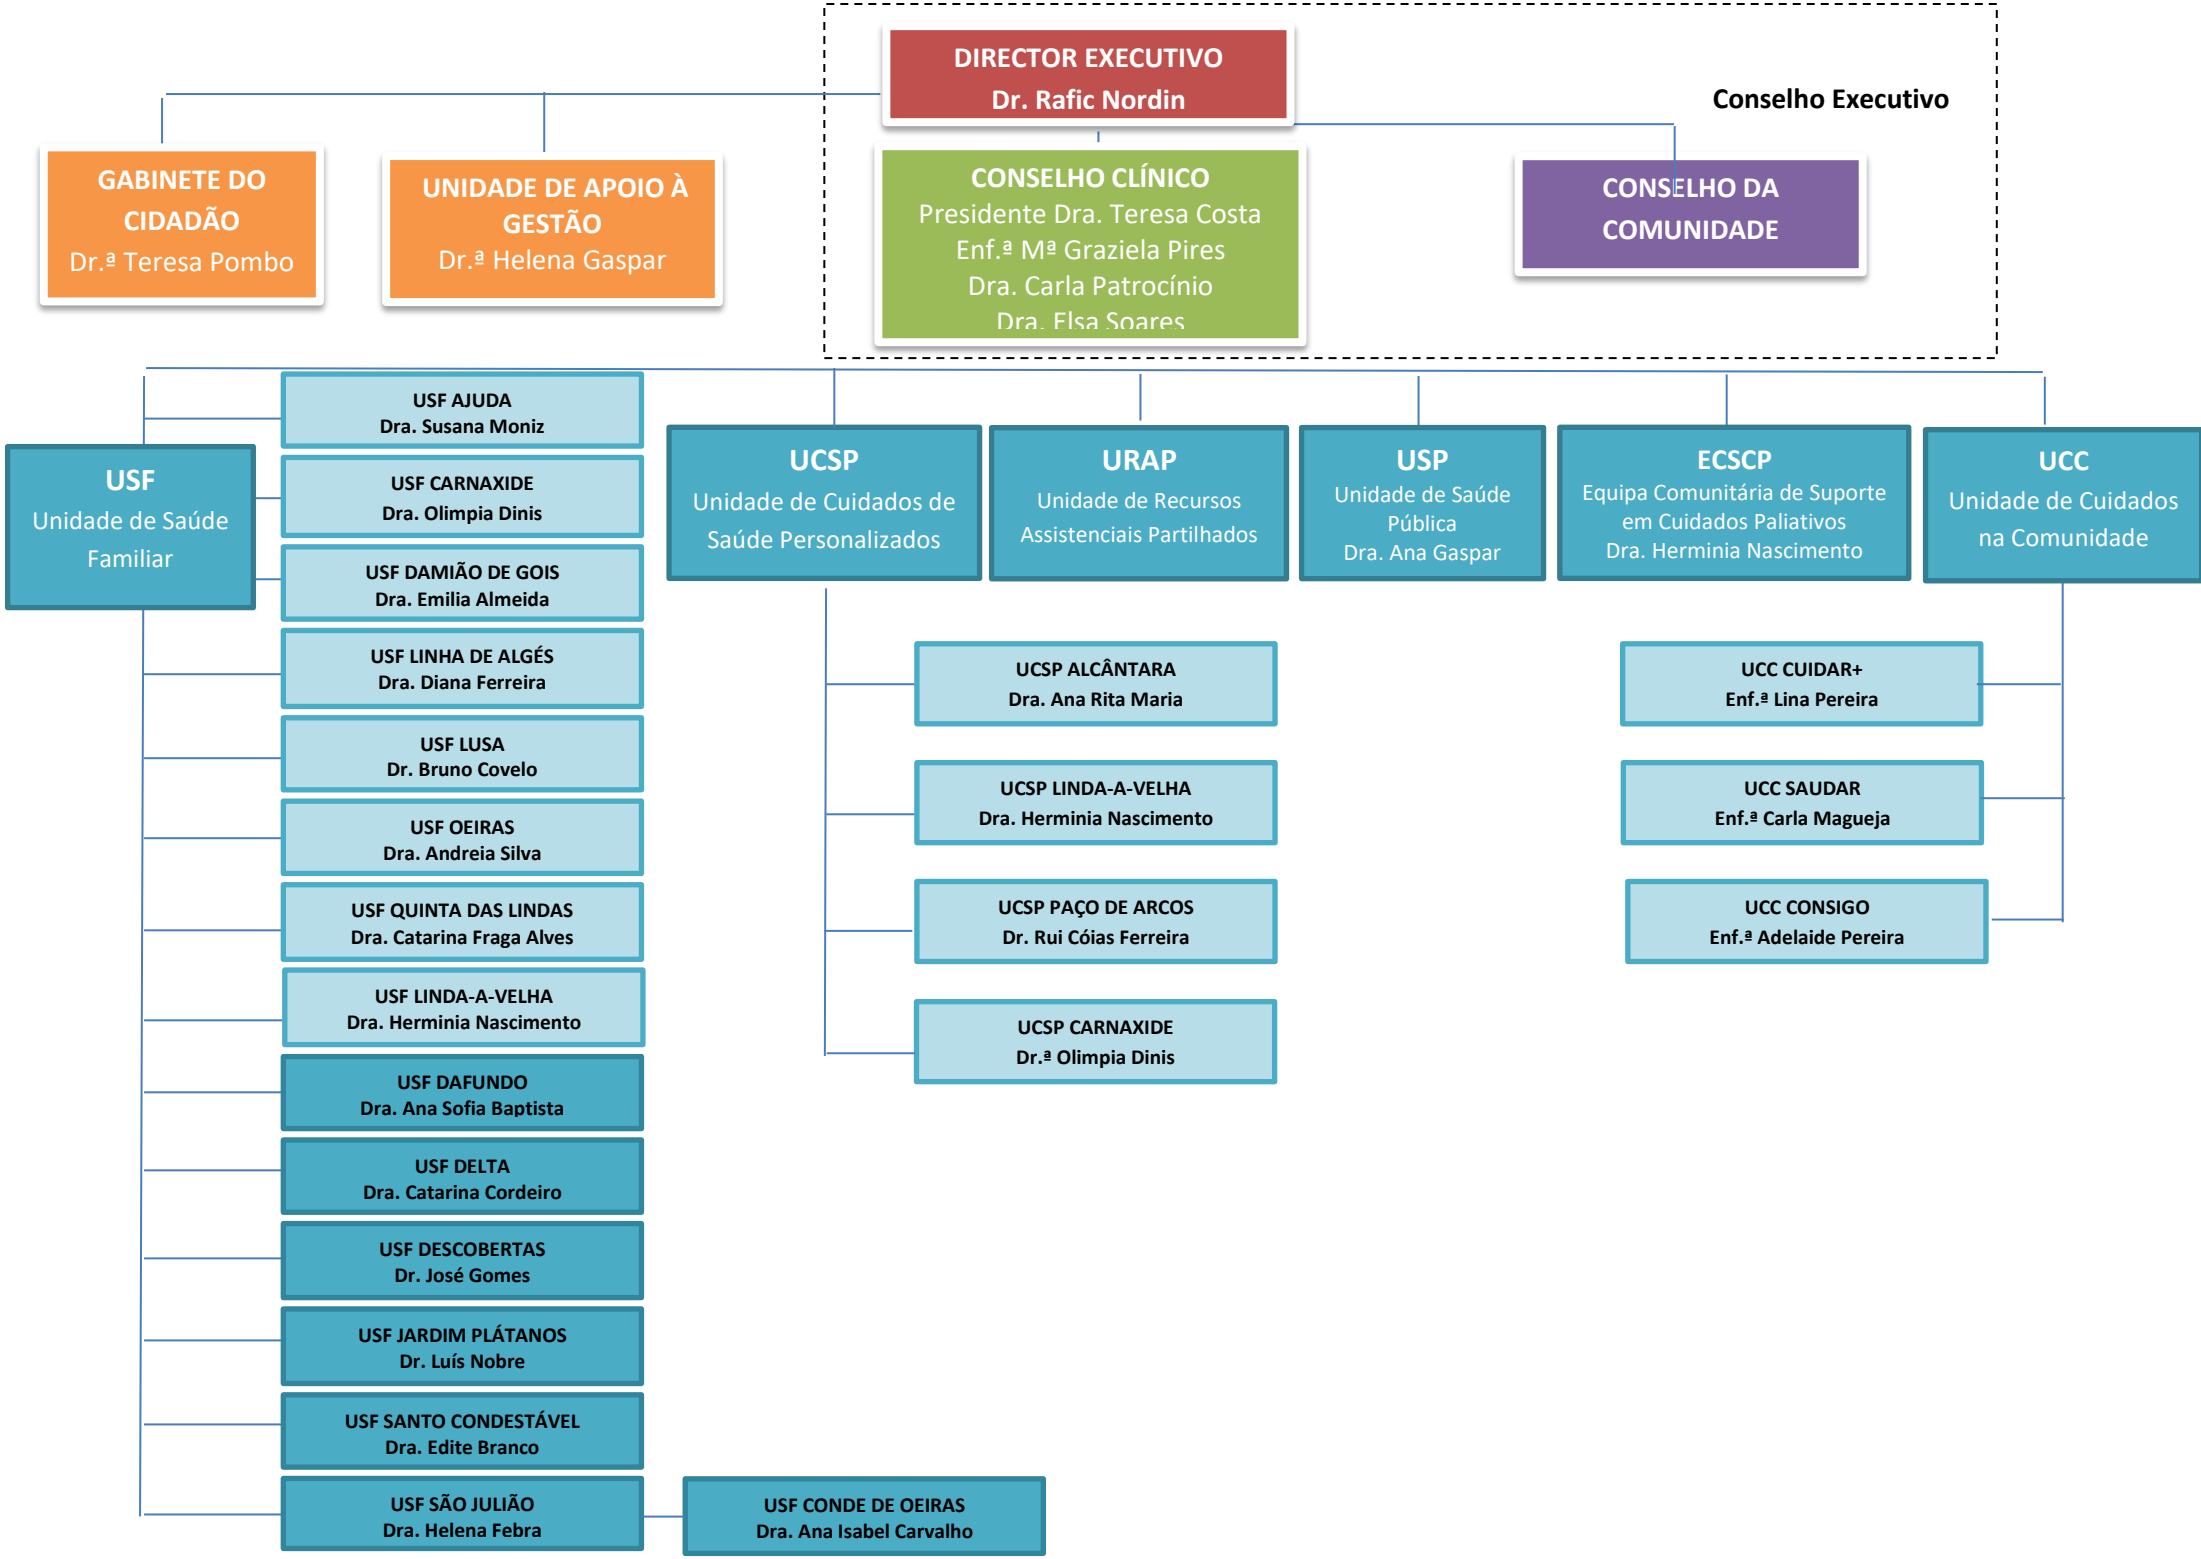 DIRECTOR EXECUTIVO
Dr. Rafic Nordin
Conselho Executivo
GABINETE DO
CIDADÃO
Dr.ª Teresa Pombo
UNIDADE DE APOIO À
GESTÃO
Dr.ª Helena Gaspar
CONSELHO CLÍNICO
Presidente Dra. Teresa Costa
Enf.ª Mª Graziela Pires
Dra. Carla Patrocínio
Dra. Elsa Soares
CONSELHO DA
COMUNIDADE
USF
Unidade de Saúde
Familiar
USF AJUDA
Dra. Susana Moniz
USF CARNAXIDE
Dra. Olimpia Dinis
USF DAMIÃO DE GOIS
Dra. Emilia Almeida
USF LINHA DE ALGÉS
Dra. Diana Ferreira
USF LUSA
Dr. Bruno Covelo
USF OEIRAS
Dra. Andreia Silva
USF QUINTA DAS LINDAS
Dra. Catarina Fraga Alves
USF LINDA-A-VELHA
Dra. Herminia Nascimento
USF DAFUNDO
Dra. Ana Sofia Baptista
USF DELTA
Dra. Catarina Cordeiro
USF DESCOBERTAS
Dr. José Gomes
USF JARDIM PLÁTANOS
Dr. Luís Nobre
USF SANTO CONDESTÁVEL
Dra. Edite Branco
USF SÃO JULIÃO
Dra. Helena Febra
USF CONDE DE OEIRAS
Dra. Ana Isabel Carvalho
UCSP
Unidade de Cuidados de
Saúde Personalizados
UCSP ALCÂNTARA
Dra. Ana Rita Maria
UCSP LINDA-A-VELHA
Dra. Herminia Nascimento
UCSP PAÇO DE ARCOS
Dr. Rui Cóias Ferreira
UCSP CARNAXIDE
Dr.ª Olimpia Dinis
URAP
Unidade de Recursos
Assistenciais Partilhados
USP
Unidade de Saúde
Pública
Dra. Ana Gaspar
ECSCP
Equipa Comunitária de Suporte
em Cuidados Paliativos
Dra. Herminia Nascimento
UCC
Unidade de Cuidados
na Comunidade
UCC CUIDAR+
Enf.ª Lina Pereira
UCC SAUDAR
Enf.ª Carla Magueja
UCC CONSIGO
Enf.ª Adelaide Pereira